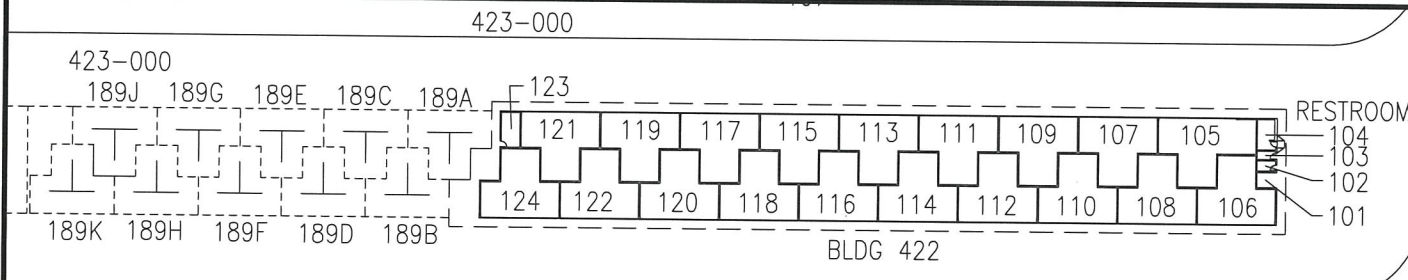 423-000
423-000
189J 189G 189E 189C 189A
123
121 119 117 115 113 111 109 107 105
RESTROOM
104
103
102
101
124 122 120 118 116 114 112 110 108 106
189K 189H 189F 189D 189B
BLDG 422